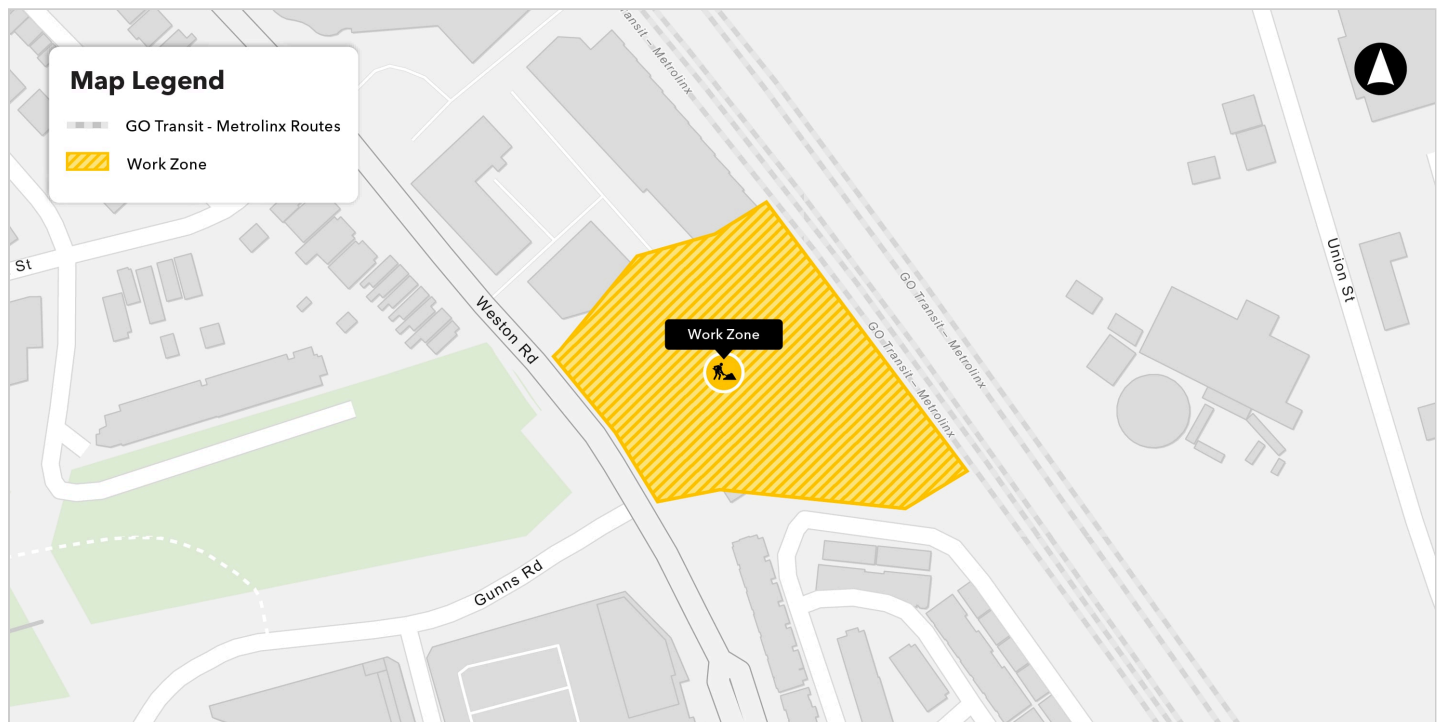 Map Legend
GO Transit - Metrolinx Routes
Work Zone
Transit – Metrolinx
St
Weston Rd
Work Zone
GO Transit – Metrolinx
GO Transit – Metrolinx
Union St
Gunns Rd